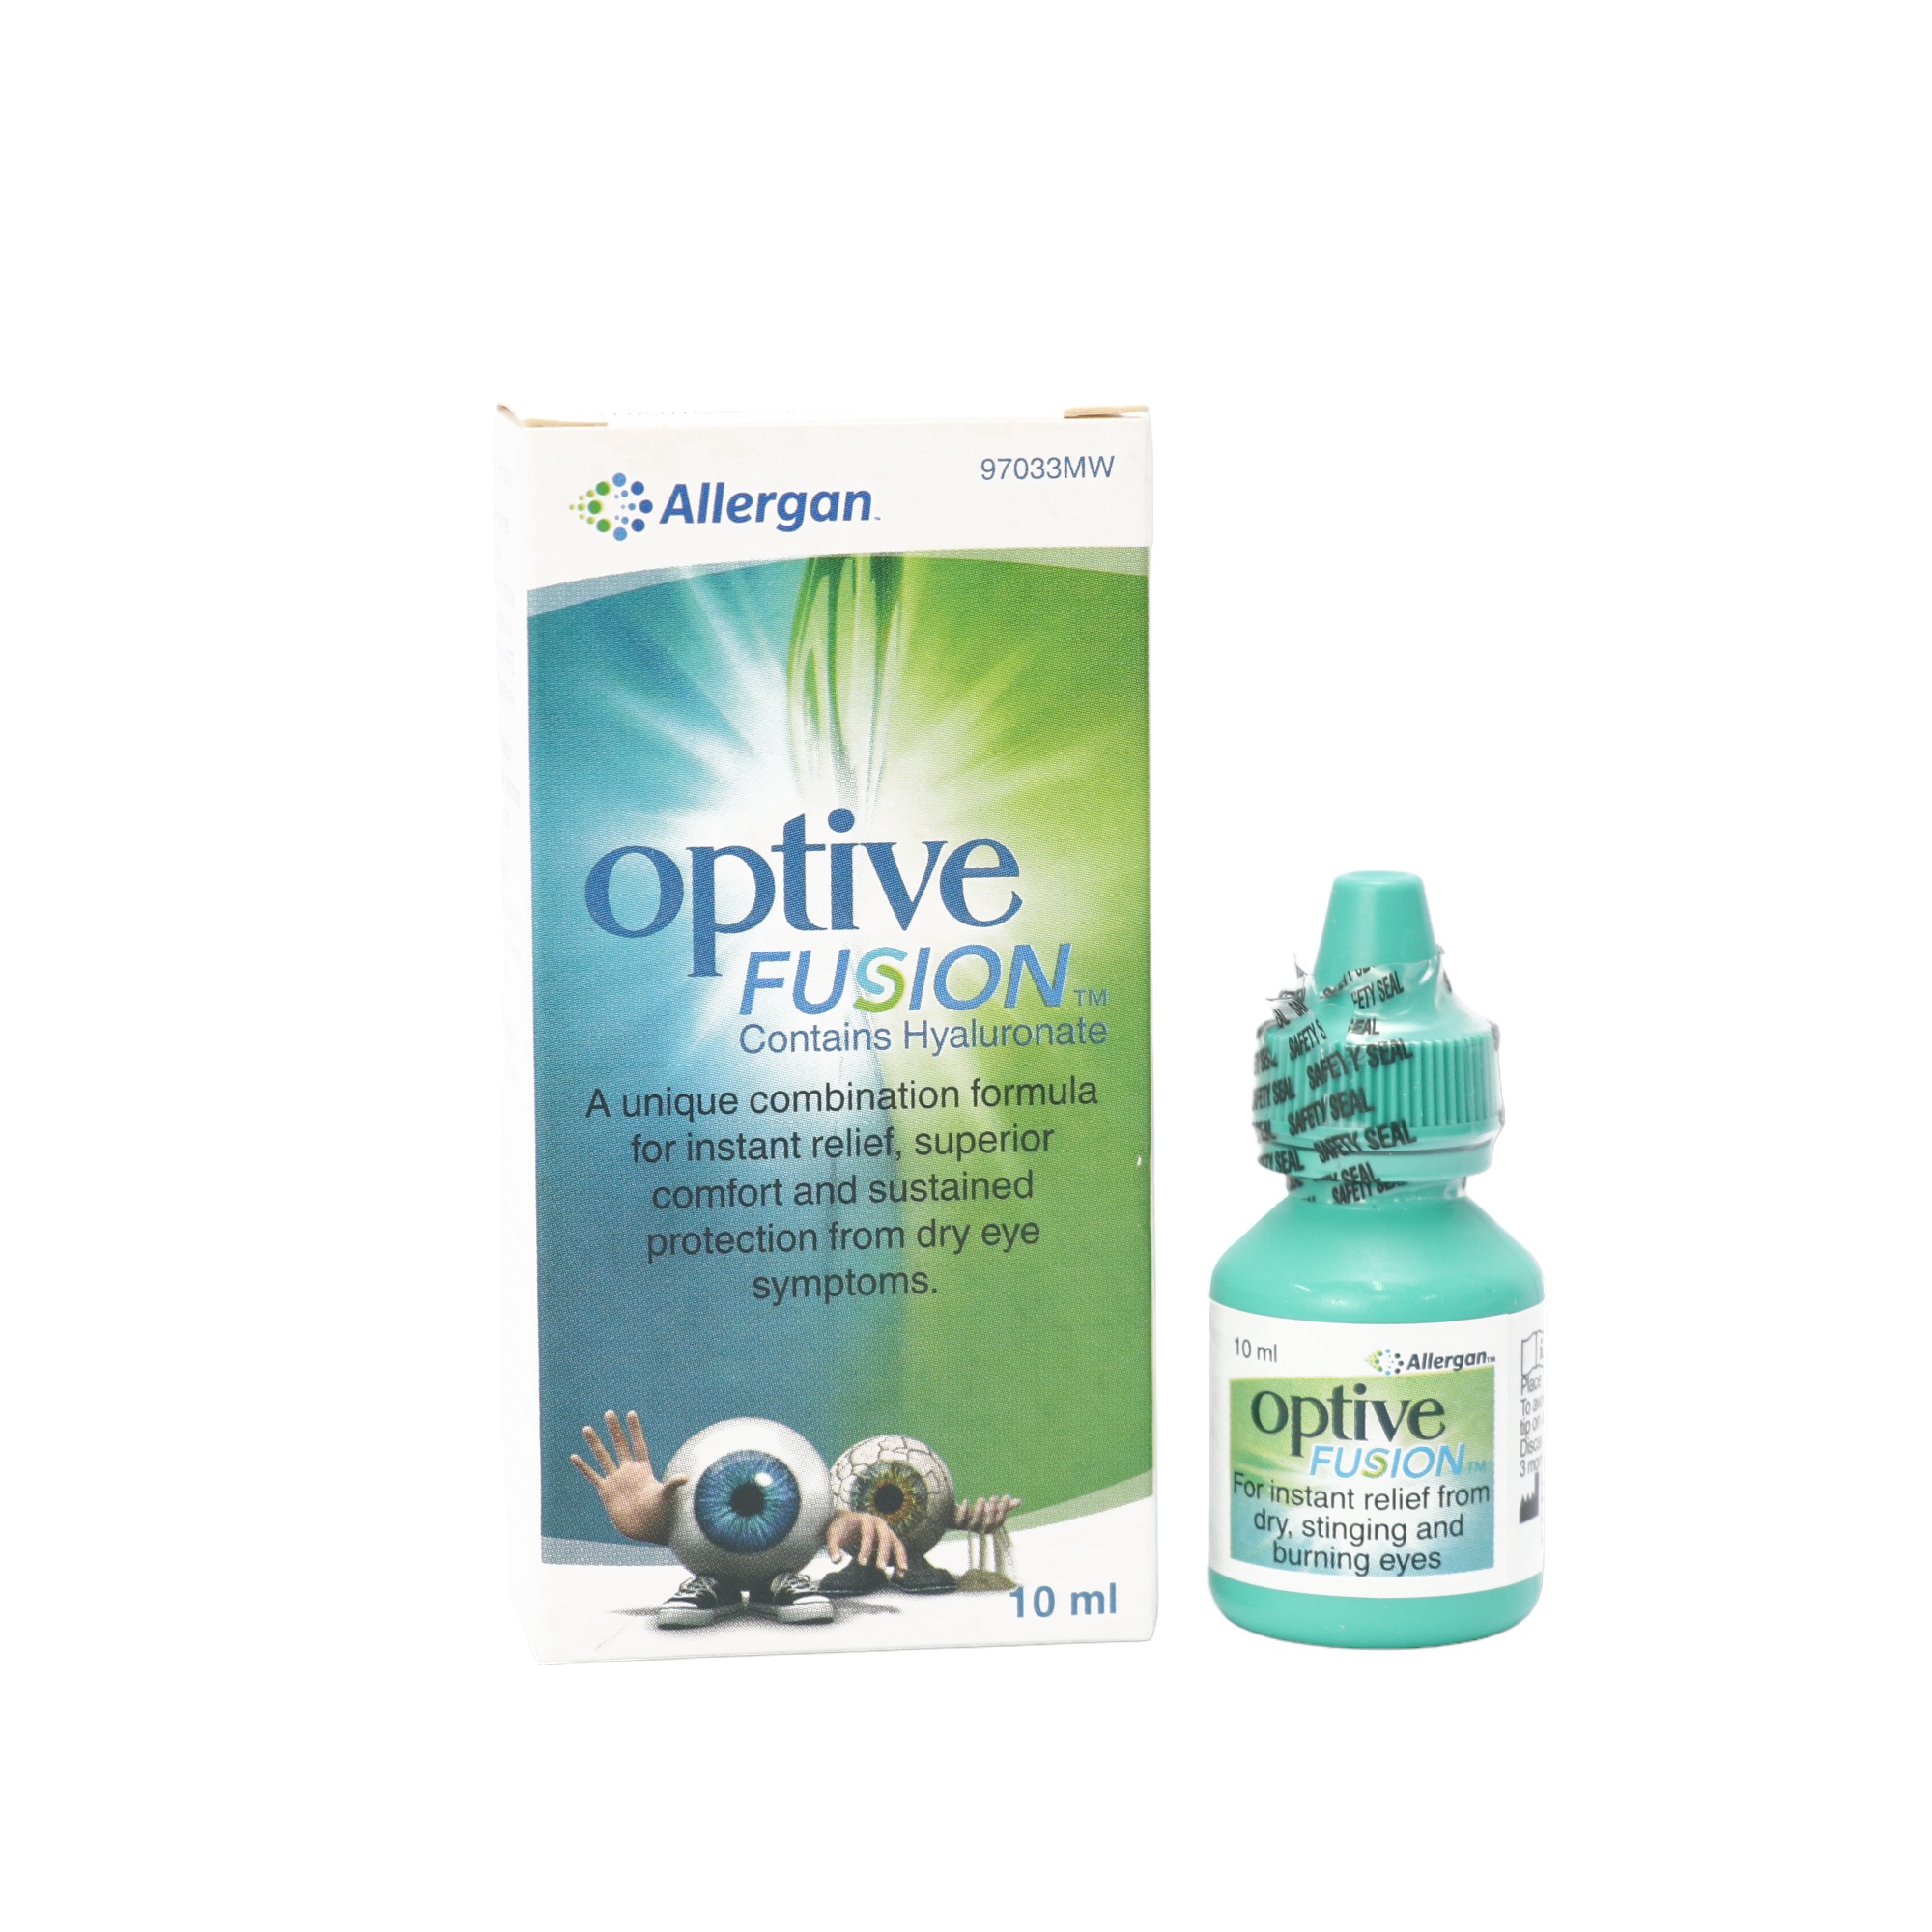 Allergan
97033MW
optive
FUSION™
Contains Hyaluronate
A unique combination formula
for instant relief, superior
comfort and sustained
protection from dry eye
symptoms.
10 ml
SAFETY SEAL
SAFETY SEAL
SAFETY SEAL
10 ml
Allergan™
optive
FUSION™
For instant relief from
dry, stinging and
burning eyes
Place